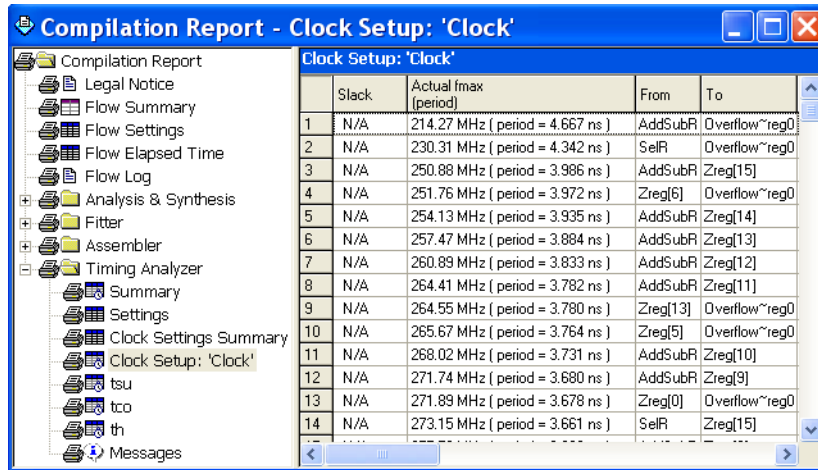 Compilation Report - Clock Setup: 'Clock'
Compilation Report
Legal Notice
Flow Summary
Flow Settings
Flow Elapsed Time
Flow Log
Analysis & Synthesis
Fitter
Assembler
Timing Analyzer
Summary
Settings
Clock Settings Summary
Clock Setup: 'Clock'
tsu
tco
th
Messages
Clock Setup: 'Clock'
Slack Actual fmax (period) From To
1 N/A 214.27 MHz ( period = 4.667 ns ) AddSubR Overflow~reg0
2 N/A 230.31 MHz ( period = 4.342 ns ) SelR Overflow~reg0
3 N/A 250.88 MHz ( period = 3.986 ns ) AddSubR Zreg[15]
4 N/A 251.76 MHz ( period = 3.972 ns ) Zreg[6] Overflow~reg0
5 N/A 254.13 MHz ( period = 3.935 ns ) AddSubR Zreg[14]
6 N/A 257.47 MHz ( period = 3.884 ns ) AddSubR Zreg[13]
7 N/A 260.89 MHz ( period = 3.833 ns ) AddSubR Zreg[12]
8 N/A 264.41 MHz ( period = 3.782 ns ) AddSubR Zreg[11]
9 N/A 264.55 MHz ( period = 3.780 ns ) Zreg[13] Overflow~reg0
10 N/A 265.67 MHz ( period = 3.764 ns ) Zreg[5] Overflow~reg0
11 N/A 268.02 MHz ( period = 3.731 ns ) AddSubR Zreg[10]
12 N/A 271.74 MHz ( period = 3.680 ns ) AddSubR Zreg[9]
13 N/A 271.89 MHz ( period = 3.678 ns ) Zreg[0] Overflow~reg0
14 N/A 273.15 MHz ( period = 3.661 ns ) SelR Zreg[15]